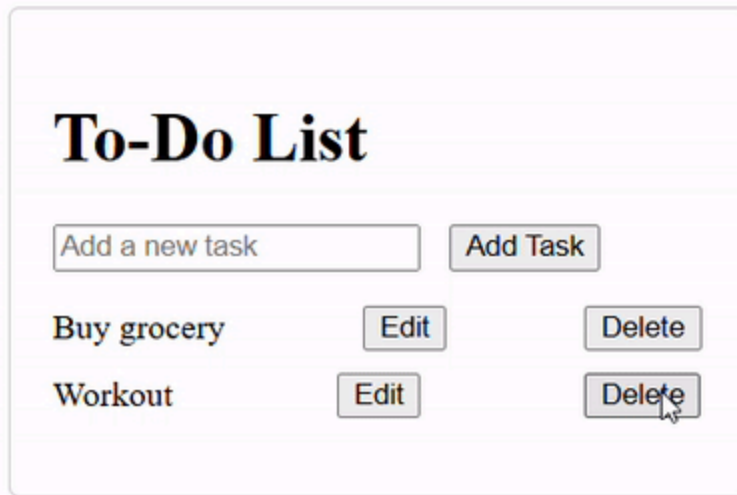 To-Do List
Add a new task Add Task
Buy grocery Edit Delete
Workout Edit Delete